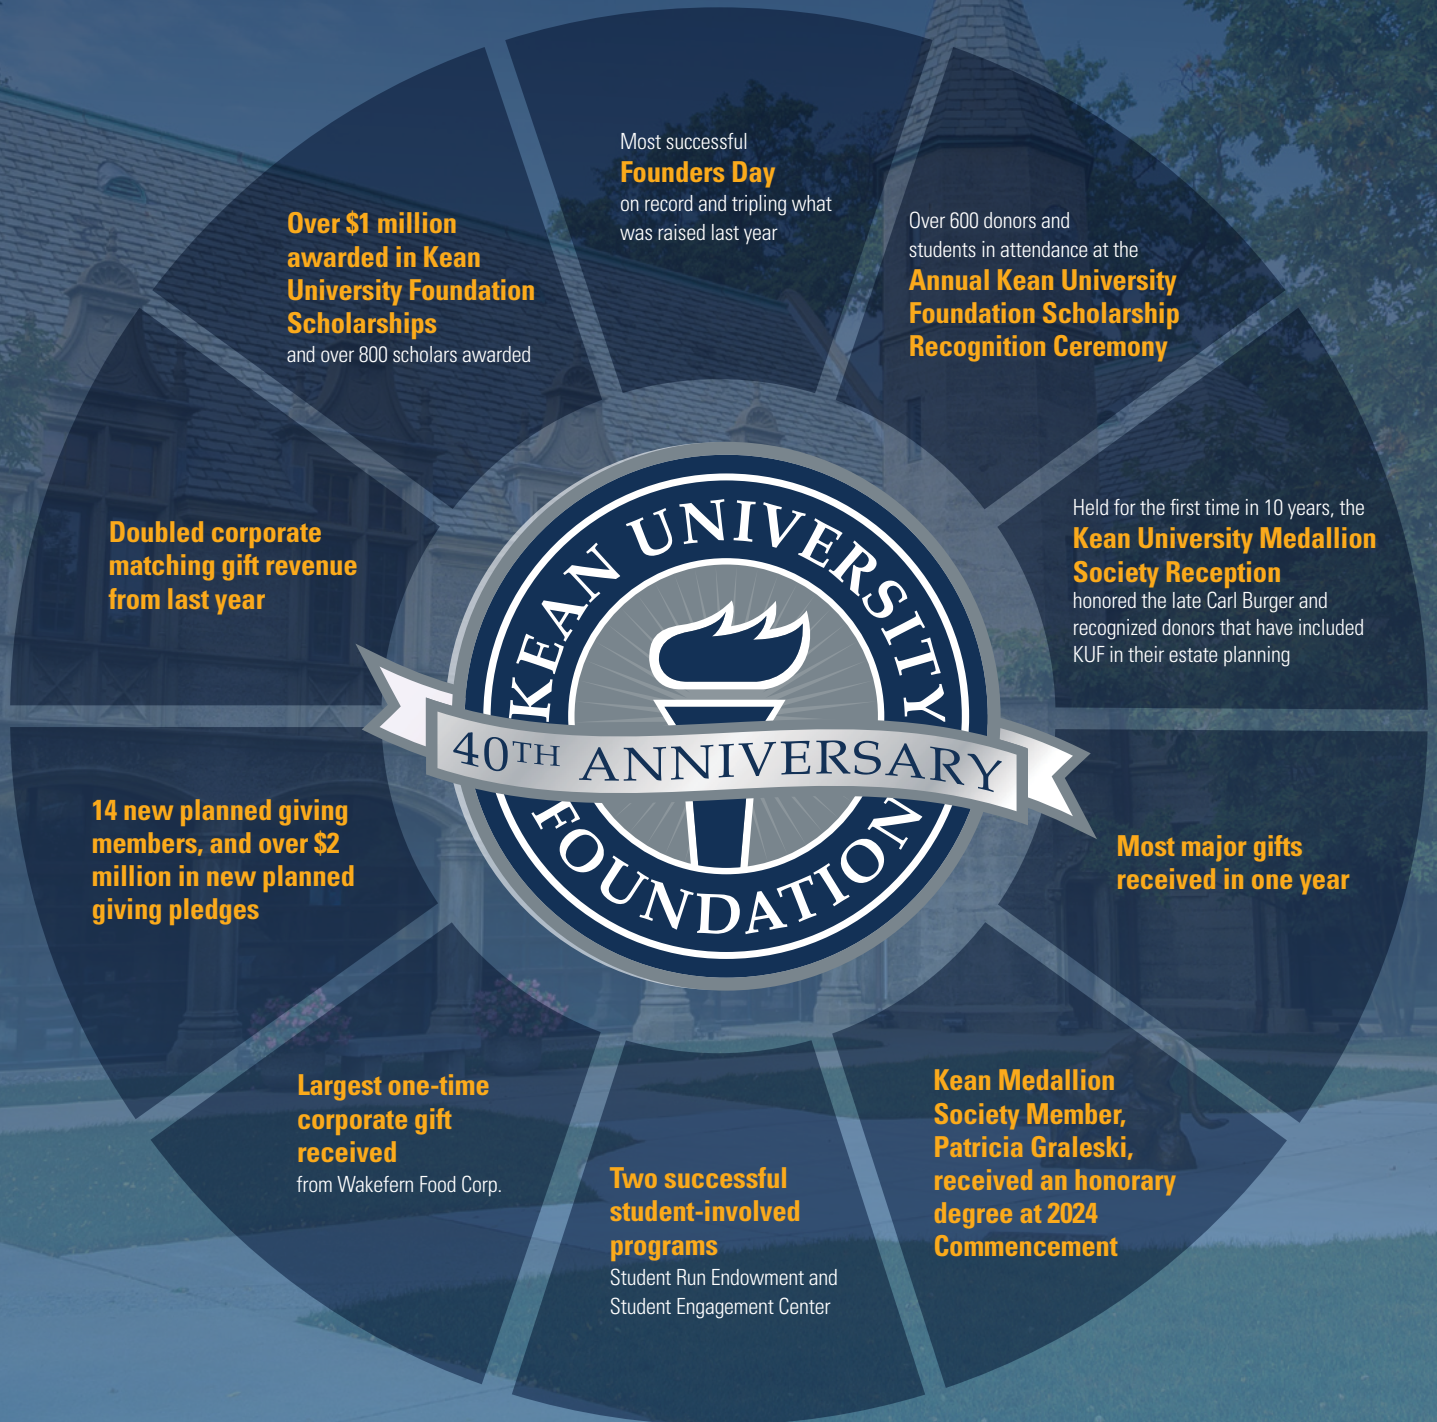 Most successful
Founders Day
on record and tripling what
was raised last year
Over 600 donors and
students in attendance at the
Annual Kean University
Foundation Scholarship
Recognition Ceremony
Held for the first time in 10 years, the
Kean University Medallion
Society Reception
honored the late Carl Burger and
recognized donors that have included
KUF in their estate planning
Most major gifts
received in one year
Kean Medallion
Society Member,
Patricia Graleski,
received an honorary
degree at 2024
Commencement
Two successful
student-involved
programs
Student Run Endowment and
Student Engagement Center
Largest one-time
corporate gift
received
from Wakefern Food Corp.
14 new planned giving
members, and over $2
million in new planned
giving pledges
Doubled corporate
matching gift revenue
from last year
Over $1 million
awarded in Kean
University Foundation
Scholarships
and over 800 scholars awarded
KEAN UNIVERSITY
40TH ANNIVERSARY
FOUNDATION